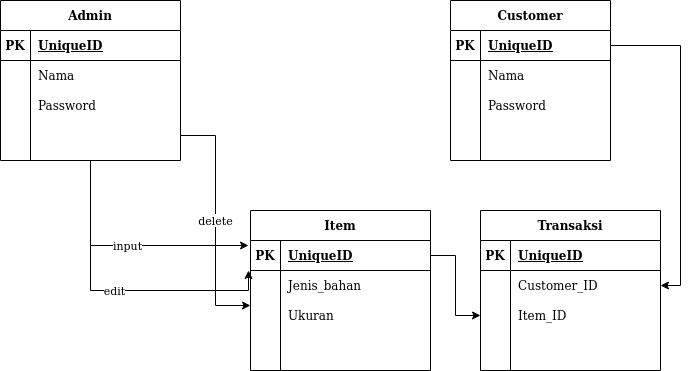 Admin
PK UniqueID
Nama
Password
Customer
PK UniqueID
Nama
Password
input
edit
delete
Item
PK UniqueID
Jenis_bahan
Ukuran
Transaksi
PK UniqueID
Customer_ID
Item_ID